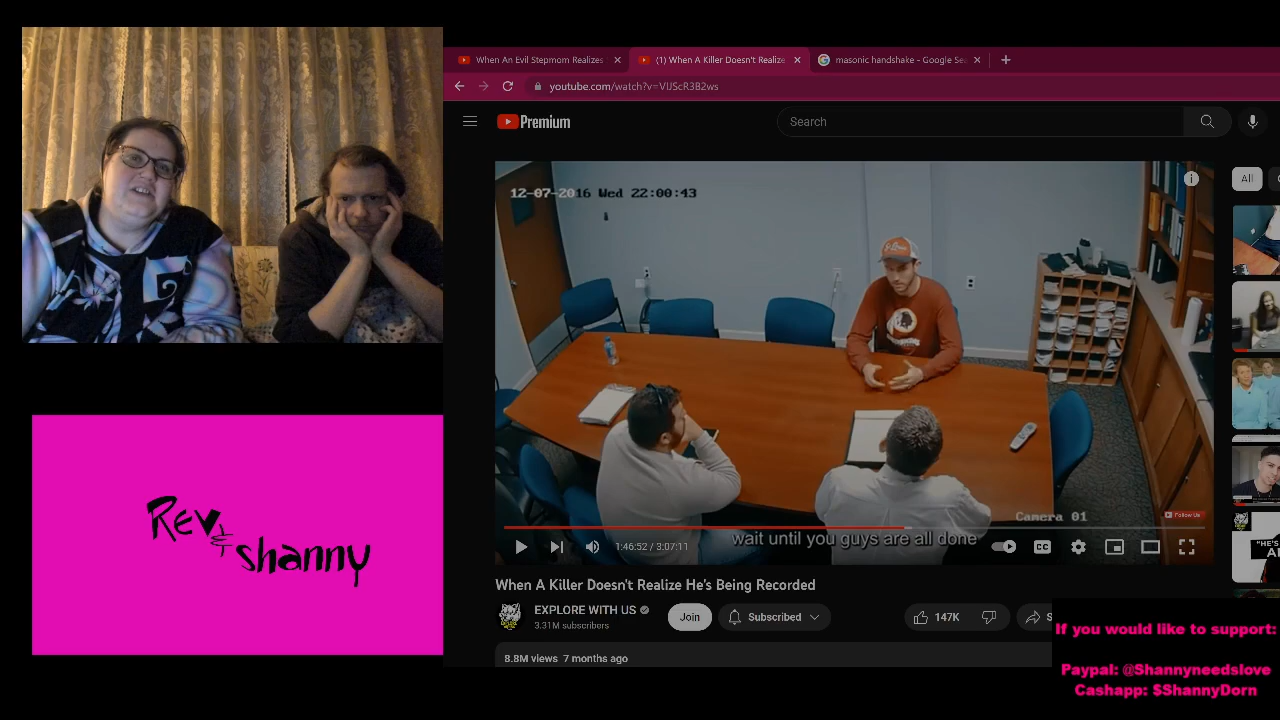 When An Evil Stepmom Realizes
(1) When A Killer Doesn't Realize
masonic handshake - Google Se
youtube.com/watch?v=VIJScR3B2ws
Premium
Search
12-07-2016 Wed 22:00:43
All
Camera 01
Follow Us
wait until you guys are all done
1:46:52 / 3:07:11
CC
When A Killer Doesn't Realize He's Being Recorded
EXPLORE WITH US
3.31M subscribers
Join
Subscribed
147K
S
8.8M views 7 months ago
Rev
&
shanny
If you would like to support:
Paypal: @Shannyneedslove
Cashapp: $ShannyDorn